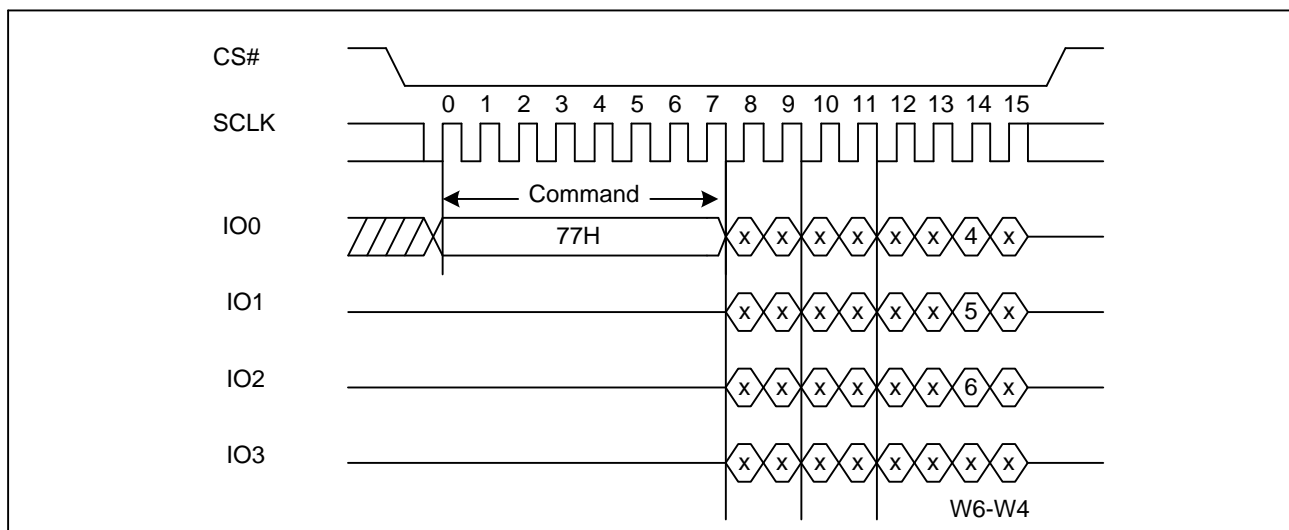 CS#
0 1 2 3 4 5 6 7 8 9 10 11 12 13 14 15
SCLK
Command
IO0
77H x x x x x x 4 x
IO1
x x x x x x 5 x
IO2
x x x x x x 6 x
IO3
x x x x x x x x
W6-W4